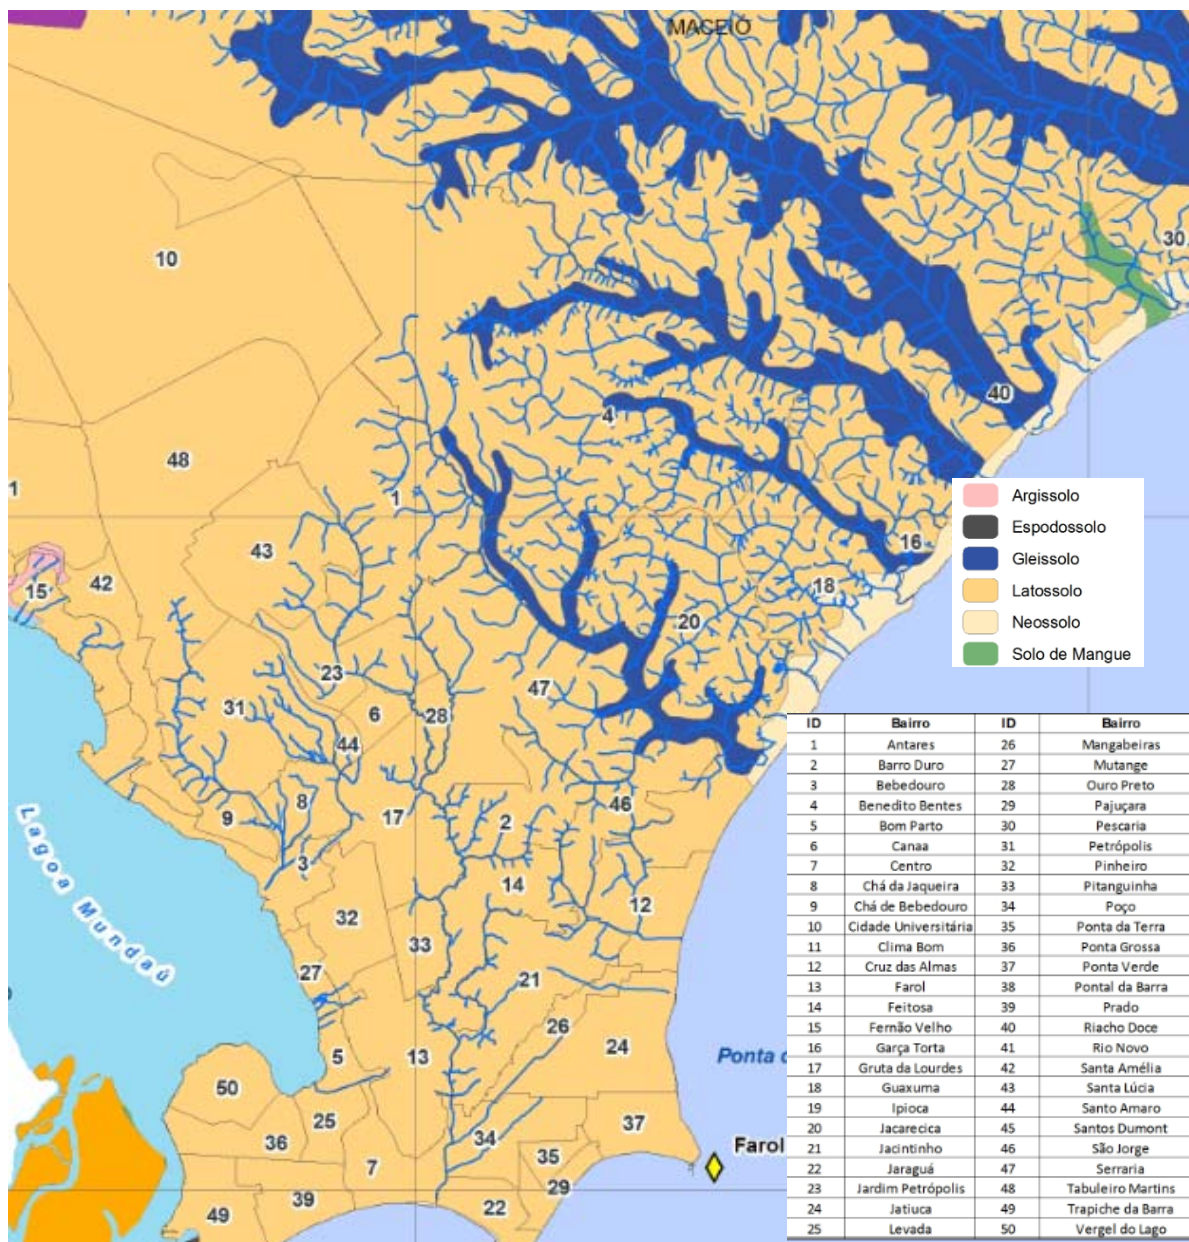 MACEIÓ
30
10
40
4
48
1
1
16
43
42
15
18
20
23
47
31
6
28
44
8
9
17
2
46
3
14
12
32
33
27
21
26
24
5
13
50
25
36
34
37
35
7
29
39
49
22
Lagoa Mundaú
Ponta d
Farol
Argissolo
Espodossolo
Gleissolo
Latossolo
Neossolo
Solo de Mangue
ID Bairro ID Bairro
1 Antares 26 Mangabeiras
2 Barro Duro 27 Mutange
3 Bebedouro 28 Ouro Preto
4 Benedito Bentes 29 Pajuçara
5 Bom Parto 30 Pescaria
6 Canaa 31 Petrópolis
7 Centro 32 Pinheiro
8 Chá da Jaqueira 33 Pitanguinha
9 Chá de Bebedouro 34 Poço
10 Cidade Universitária 35 Ponta da Terra
11 Clima Bom 36 Ponta Grossa
12 Cruz das Almas 37 Ponta Verde
13 Farol 38 Pontal da Barra
14 Feitosa 39 Prado
15 Fernão Velho 40 Riacho Doce
16 Garça Torta 41 Rio Novo
17 Gruta da Lourdes 42 Santa Amélia
18 Guaxuma 43 Santa Lúcia
19 Ipioca 44 Santo Amaro
20 Jacarecica 45 Santos Dumont
21 Jacintinho 46 São Jorge
22 Jaraguá 47 Serraria
23 Jardim Petrópolis 48 Tabuleiro Martins
24 Jatiuca 49 Trapiche da Barra
25 Levada 50 Vergel do Lago